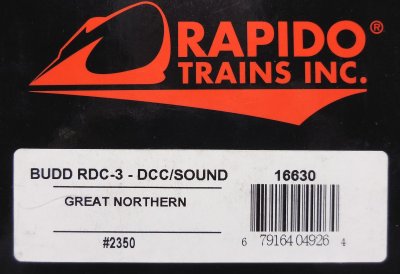 RAPIDO®
TRAINS INC.
BUDD RDC-3 - DCC/SOUND
16630
GREAT NORTHERN
#2350
6 79164 04926 4